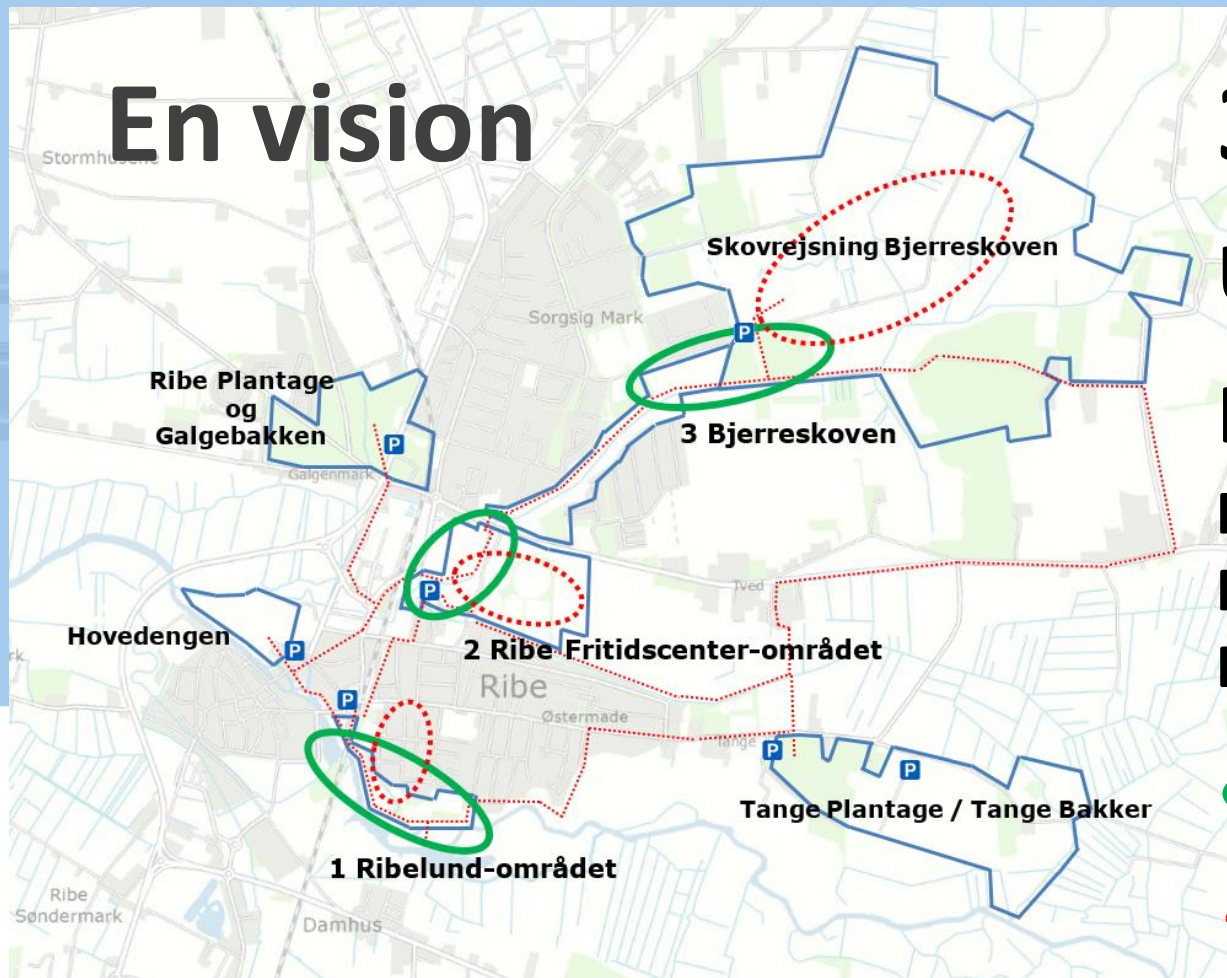 En vision
Stormhusene
Skovrejsning Bjerreskoven
Sorgsig Mark
P
Ribe Plantage
og
Galgebakken
P
3 Bjerreskoven
Galgenmark
P
Tved
Hovedengen
P
2 Ribe Fritidscenter-området
Ribe
P
Østermade
Tange
P
P
Tange Plantage / Tange Bakker
1 Ribelund-området
Ribe
Søndermark
Damhus